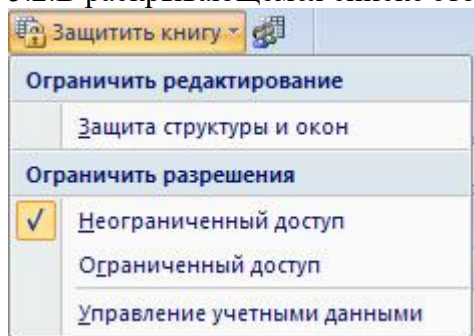 Защитить книгу
Ограничить редактирование
Защита структуры и окон
Ограничить разрешения
Неограниченный доступ
Ограниченный доступ
Управление учетными данными